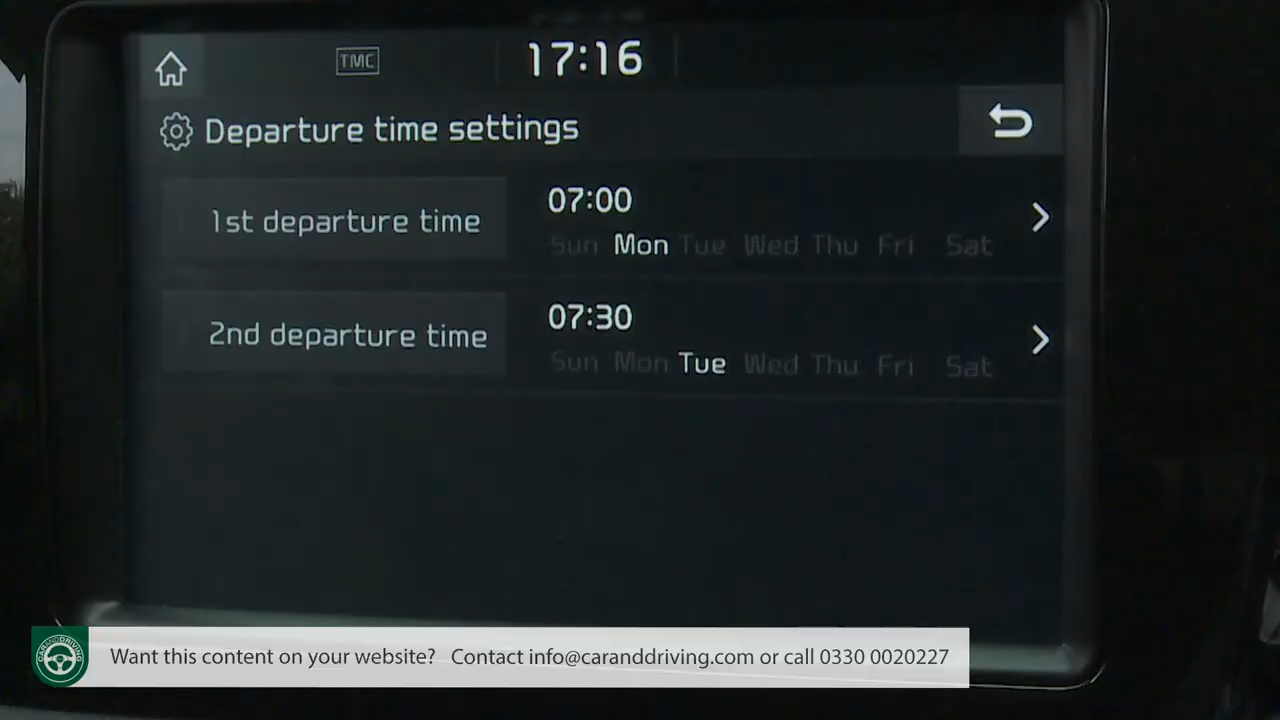 TMC
17:16
Departure time settings
1st departure time
07:00
Sun Mon Tue Wed Thu Fri Sat
2nd departure time
07:30
Sun Mon Tue Wed Thu Fri Sat
CARANDDRIVING
Want this content on your website? Contact info@caranddriving.com or call 0330 0020227